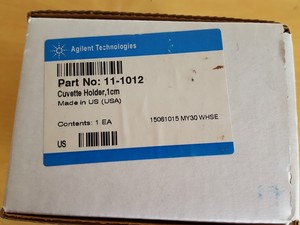 Agilent Technologies
Part No: 11-1012
Cuvette Holder,1cm
Made in US (USA)
Contents: 1 EA
15061015 MY30 WHSE
US